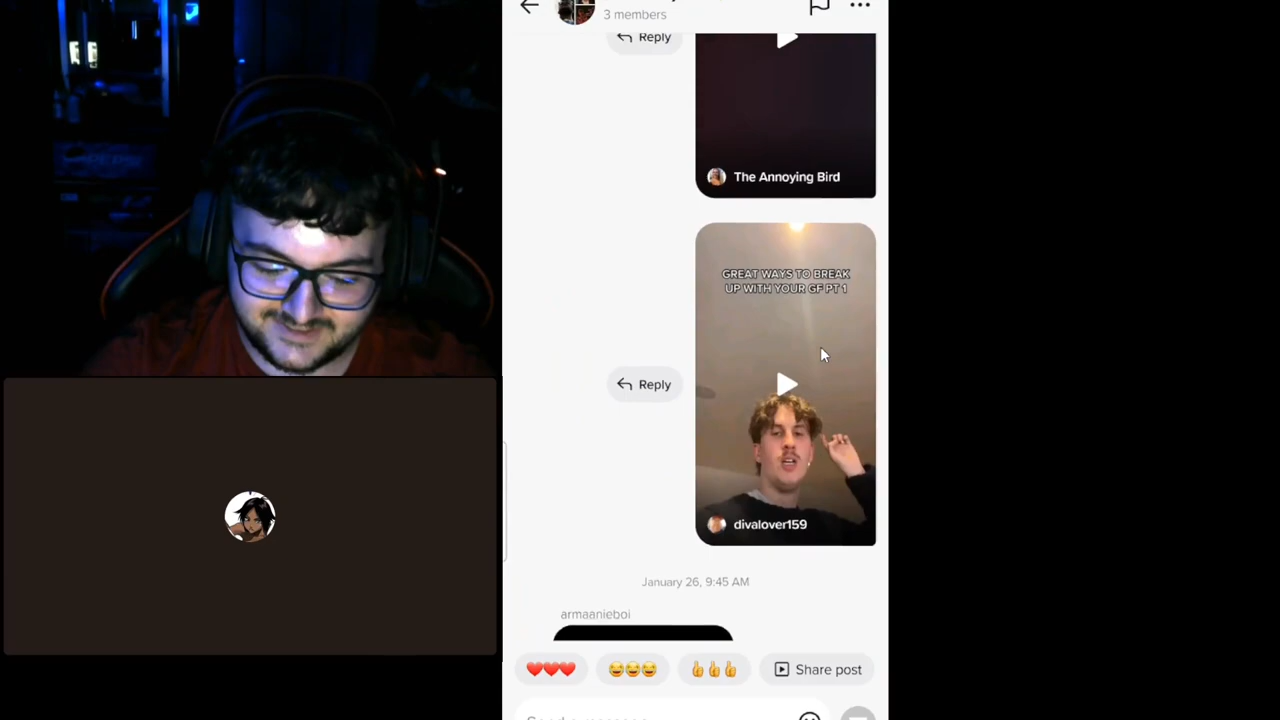 3 members
Reply
The Annoying Bird
GREAT WAYS TO BREAK
UP WITH YOUR GF PT 1
Reply
divalover159
January 26, 9:45 AM
armaanieboi
Share post